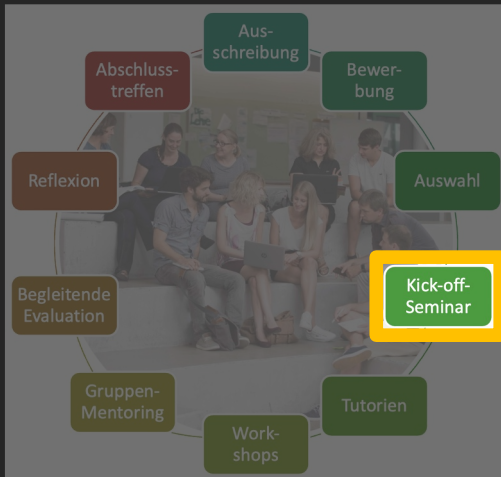 Aus-
schreibung
Bewer-
bung
Auswahl
Kick-off-
Seminar
Tutorien
Work-
shops
Gruppen-
Mentoring
Begleitende
Evaluation
Reflexion
Abschluss-
treffen